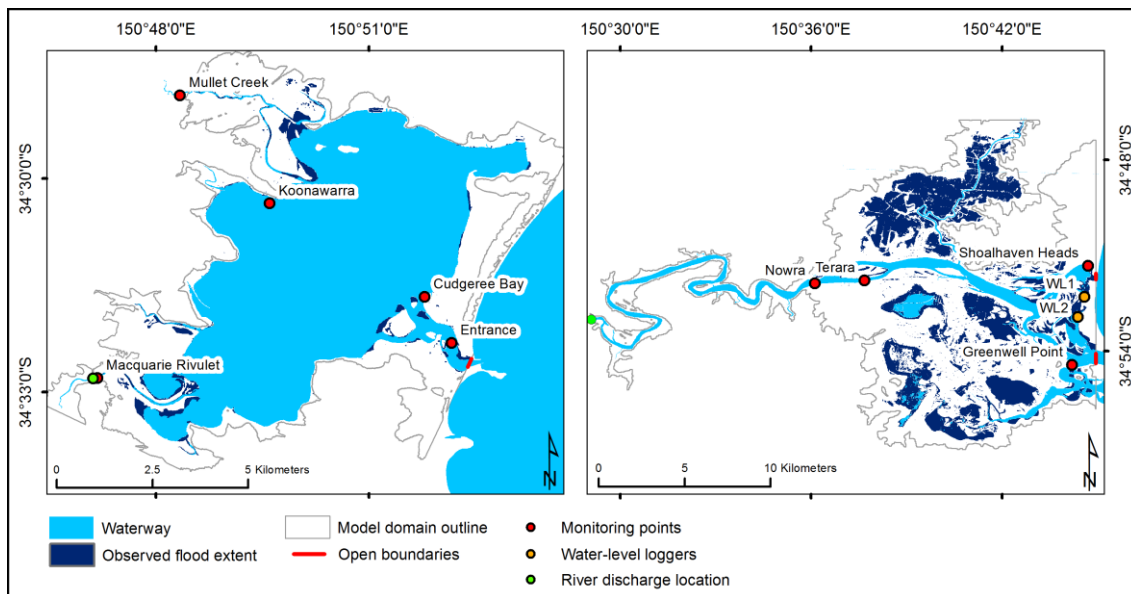 150°48'0"E
150°51'0"E
150°30'0"E
150°36'0"E
150°42'0"E
Mullet Creek
Koonawarra
Cudgeree Bay
Entrance
Macquarie Rivulet
34°30'0"S
34°33'0"S
0
2.5
5 Kilometers
N
Shoalhaven Heads
Nowra
Terara
WL1
WL2
Greenwell Point
34°48'0"S
34°54'0"S
0
5
10 Kilometers
N
Waterway
Observed flood extent
Model domain outline
Open boundaries
Monitoring points
Water-level loggers
River discharge location